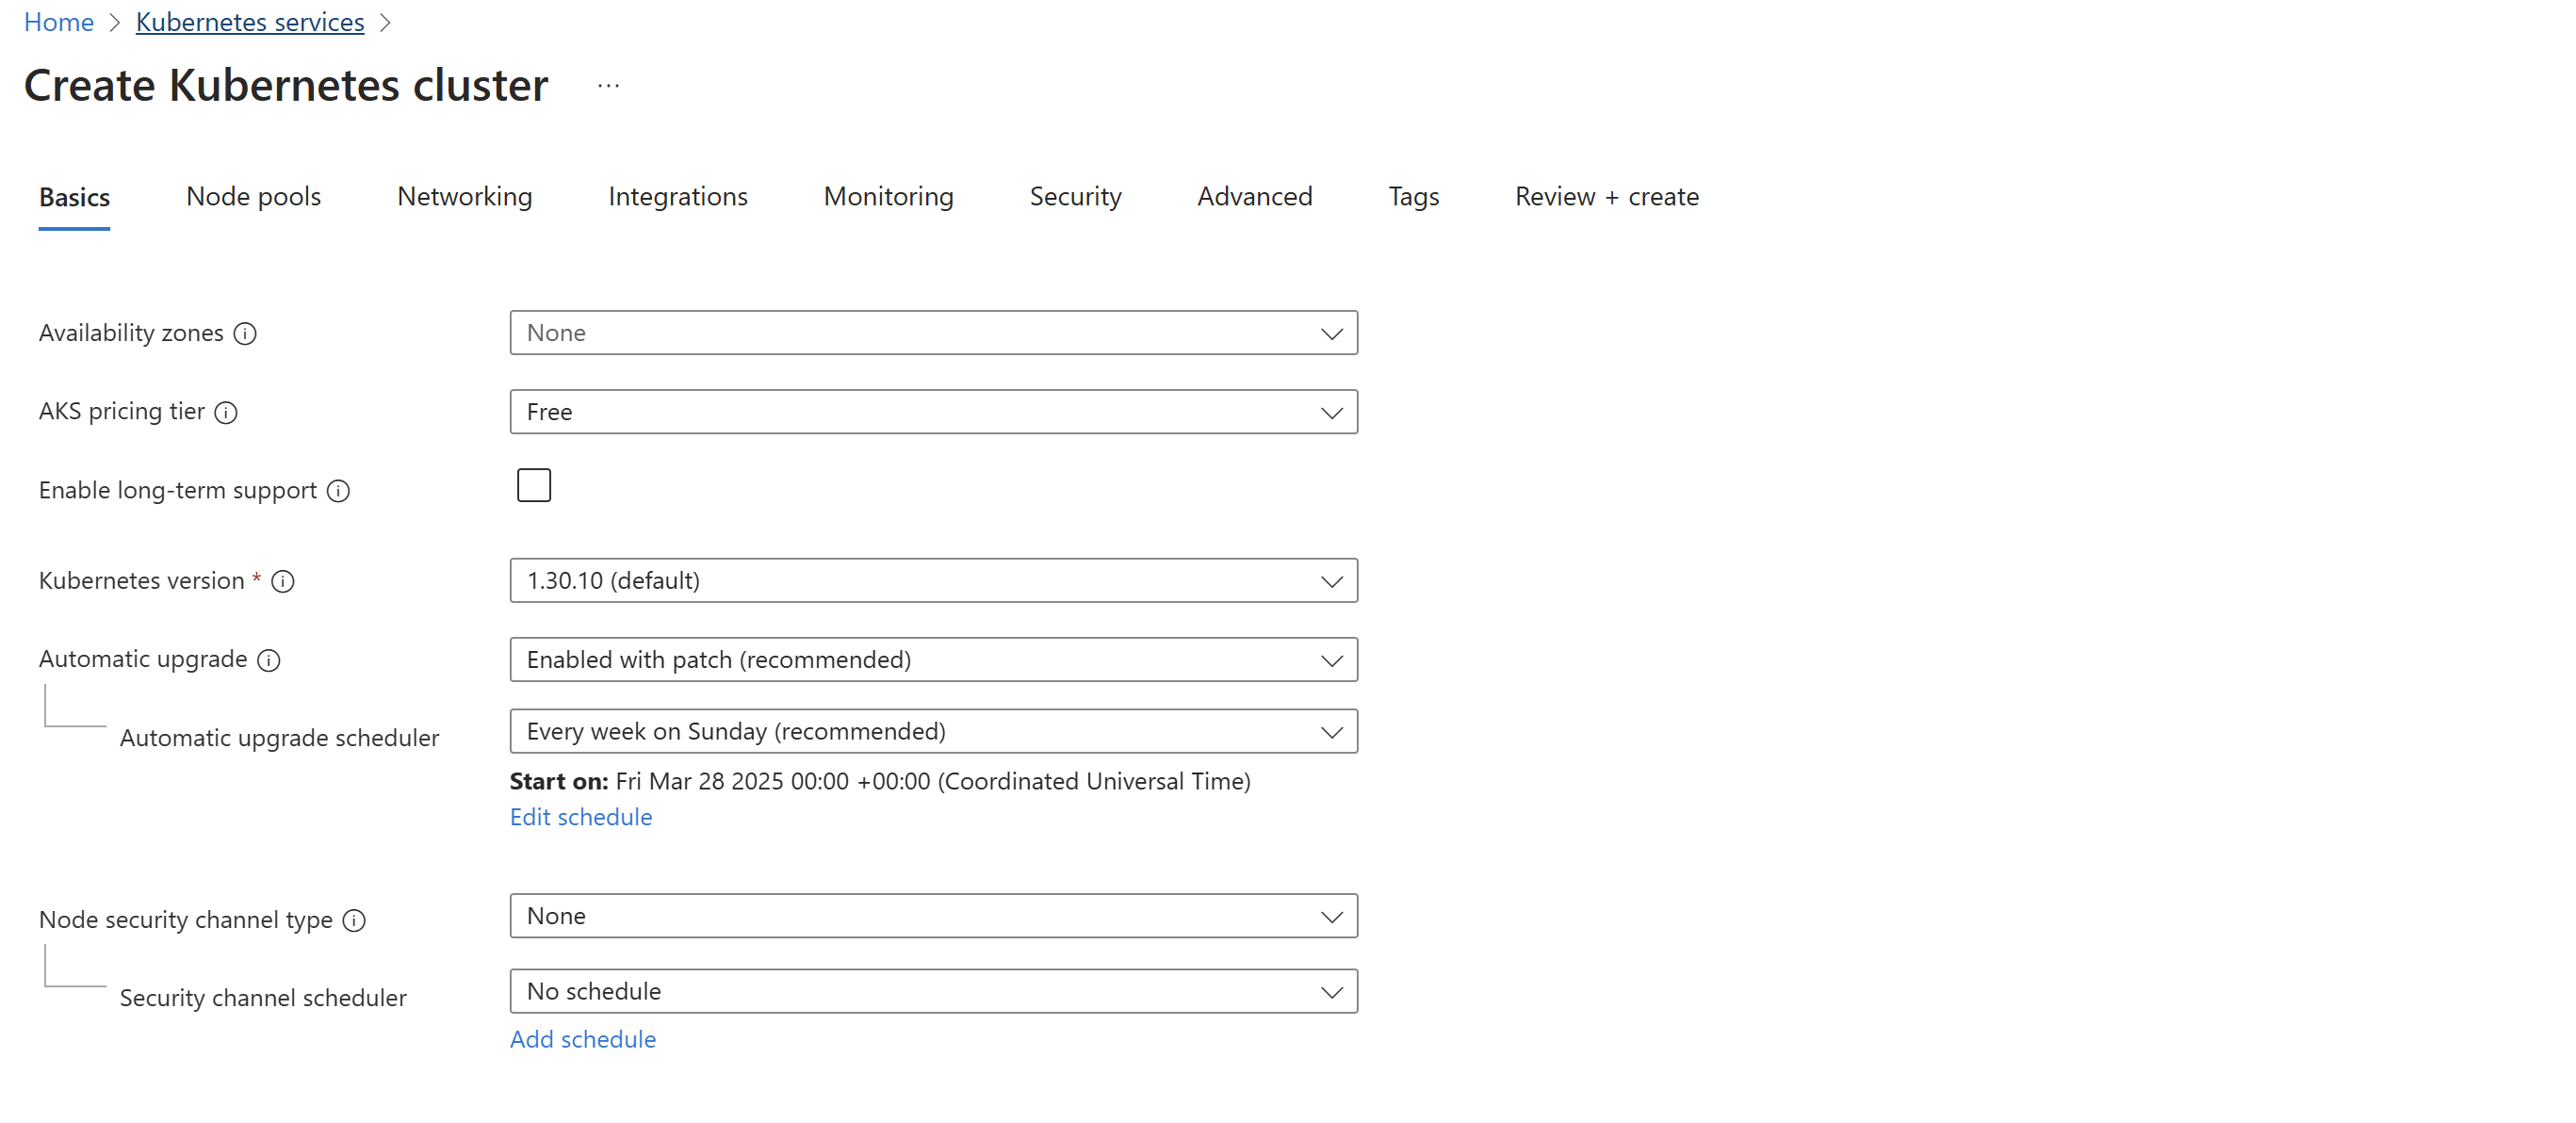 Home > Kubernetes services >
Create Kubernetes cluster ...
Basics Node pools Networking Integrations Monitoring Security Advanced Tags Review + create
Availability zones None
AKS pricing tier Free
Enable long-term support
Kubernetes version * 1.30.10 (default)
Automatic upgrade Enabled with patch (recommended)
Automatic upgrade scheduler Every week on Sunday (recommended)
Start on: Fri Mar 28 2025 00:00 +00:00 (Coordinated Universal Time)
Edit schedule
Node security channel type None
Security channel scheduler No schedule
Add schedule